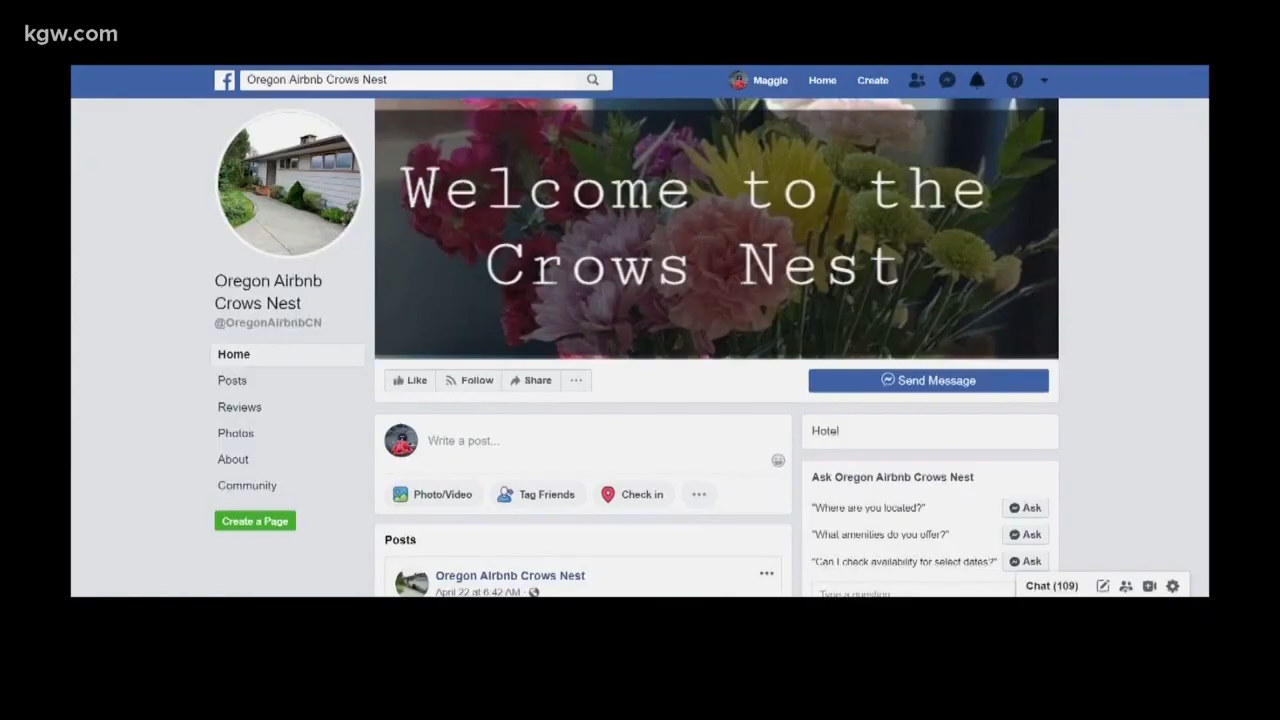 kgw.com
Oregon Airbnb Crows Nest
Maggie Home Create
Welcome to the
Crows Nest
Oregon Airbnb
Crows Nest
@OregonAirbnbCN
Home
Posts
Reviews
Photos
About
Community
Create a Page
Like Follow Share
Send Message
Write a post...
Photo/Video Tag Friends Check in
Posts
Oregon Airbnb Crows Nest
April 22 at 6:42 AM
Hotel
Ask Oregon Airbnb Crows Nest
"Where are you located?" Ask
"What amenities do you offer?" Ask
"Can I check availability for select dates?" Ask
Type a question
Chat (109)